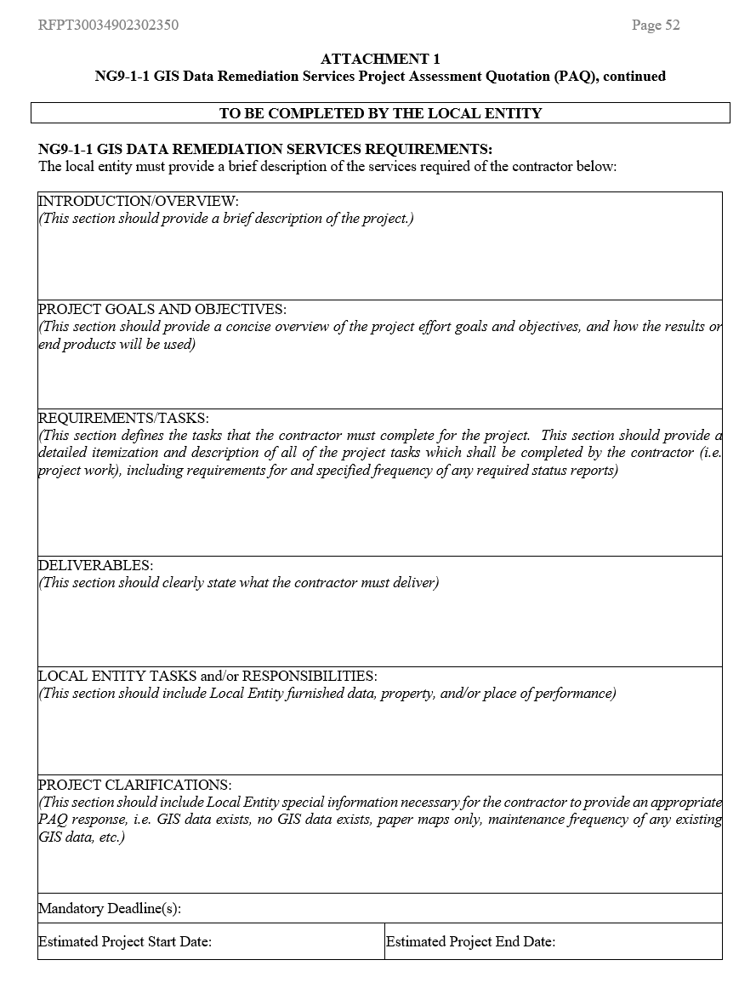 RFPT30034902302350 Page 52
ATTACHMENT 1
NG9-1-1 GIS Data Remediation Services Project Assessment Quotation (PAQ), continued
TO BE COMPLETED BY THE LOCAL ENTITY
NG9-1-1 GIS DATA REMEDIATION SERVICES REQUIREMENTS:
The local entity must provide a brief description of the services required of the contractor below:
INTRODUCTION/OVERVIEW:
(This section should provide a brief description of the project.)
PROJECT GOALS AND OBJECTIVES:
(This section should provide a concise overview of the project effort goals and objectives, and how the results or
end products will be used)
REQUIREMENTS/TASKS:
(This section defines the tasks that the contractor must complete for the project. This section should provide a
detailed itemization and description of all of the project tasks which shall be completed by the contractor (i.e.
project work), including requirements for and specified frequency of any required status reports)
DELIVERABLES:
(This section should clearly state what the contractor must deliver)
LOCAL ENTITY TASKS and/or RESPONSIBILITIES:
(This section should include Local Entity furnished data, property, and/or place of performance)
PROJECT CLARIFICATIONS:
(This section should include Local Entity special information necessary for the contractor to provide an appropriate
PAQ response, i.e. GIS data exists, no GIS data exists, paper maps only, maintenance frequency of any existing
GIS data, etc.)
Mandatory Deadline(s):
Estimated Project Start Date: Estimated Project End Date: